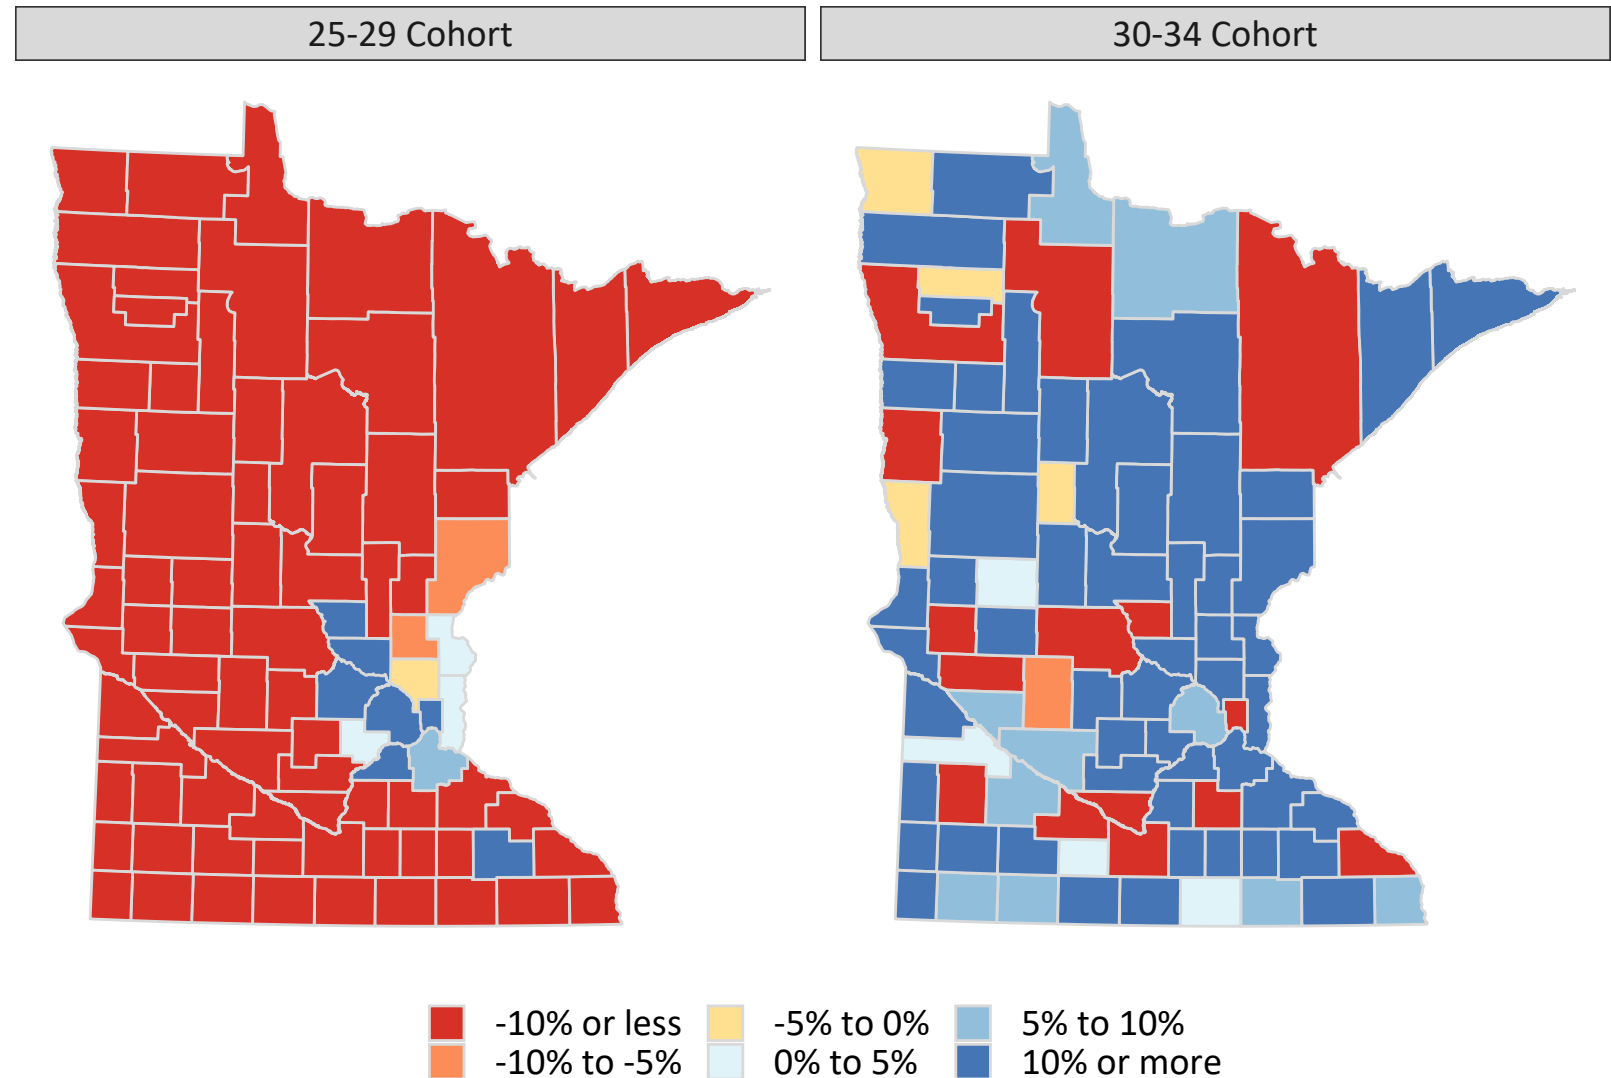 25-29 Cohort
30-34 Cohort
-10% or less
-5% to 0%
5% to 10%
-10% to -5%
0% to 5%
10% or more